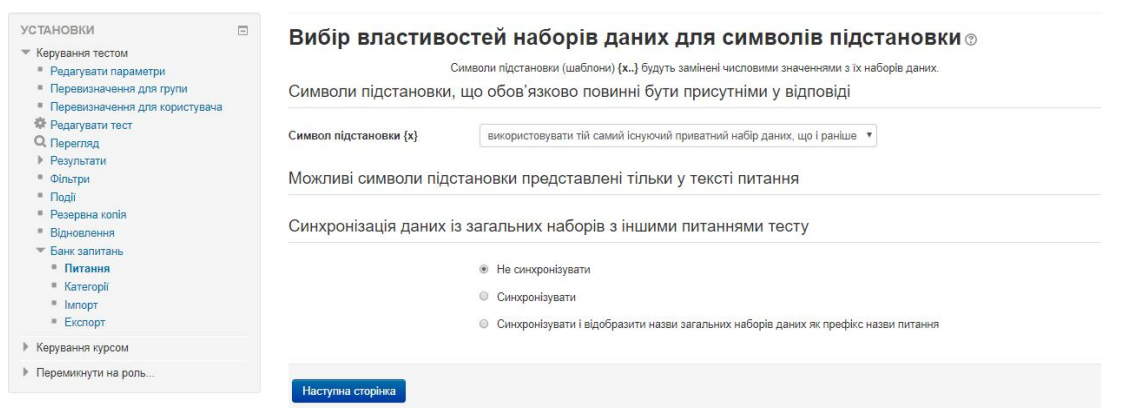 УСТАНОВКИ
Керування тестом
Редагувати параметри
Перевизначення для групи
Перевизначення для користувача
Редагувати тест
Перегляд
Результати
Фільтри
Події
Резервна копія
Відновлення
Банк запитань
Питання
Категорії
Імпорт
Експорт
Керування курсом
Перемикнути на роль...
Вибір властивостей наборів даних для символів підстановки
Символи підстановки (шаблони) {x..} будуть замінені числовими значеннями з їх наборів даних.
Символи підстановки, що обов'язково повинні бути присутніми у відповіді
Символ підстановки {x} використовувати тій самий існуючий приватний набір даних, що і раніше
Можливі символи підстановки представлені тільки у тексті питання
Синхронізація даних із загальних наборів з іншими питаннями тесту
Не синхронізувати
Синхронізувати
Синхронізувати і відобразити назви загальних наборів даних як префікс назви питання
Наступна сторінка